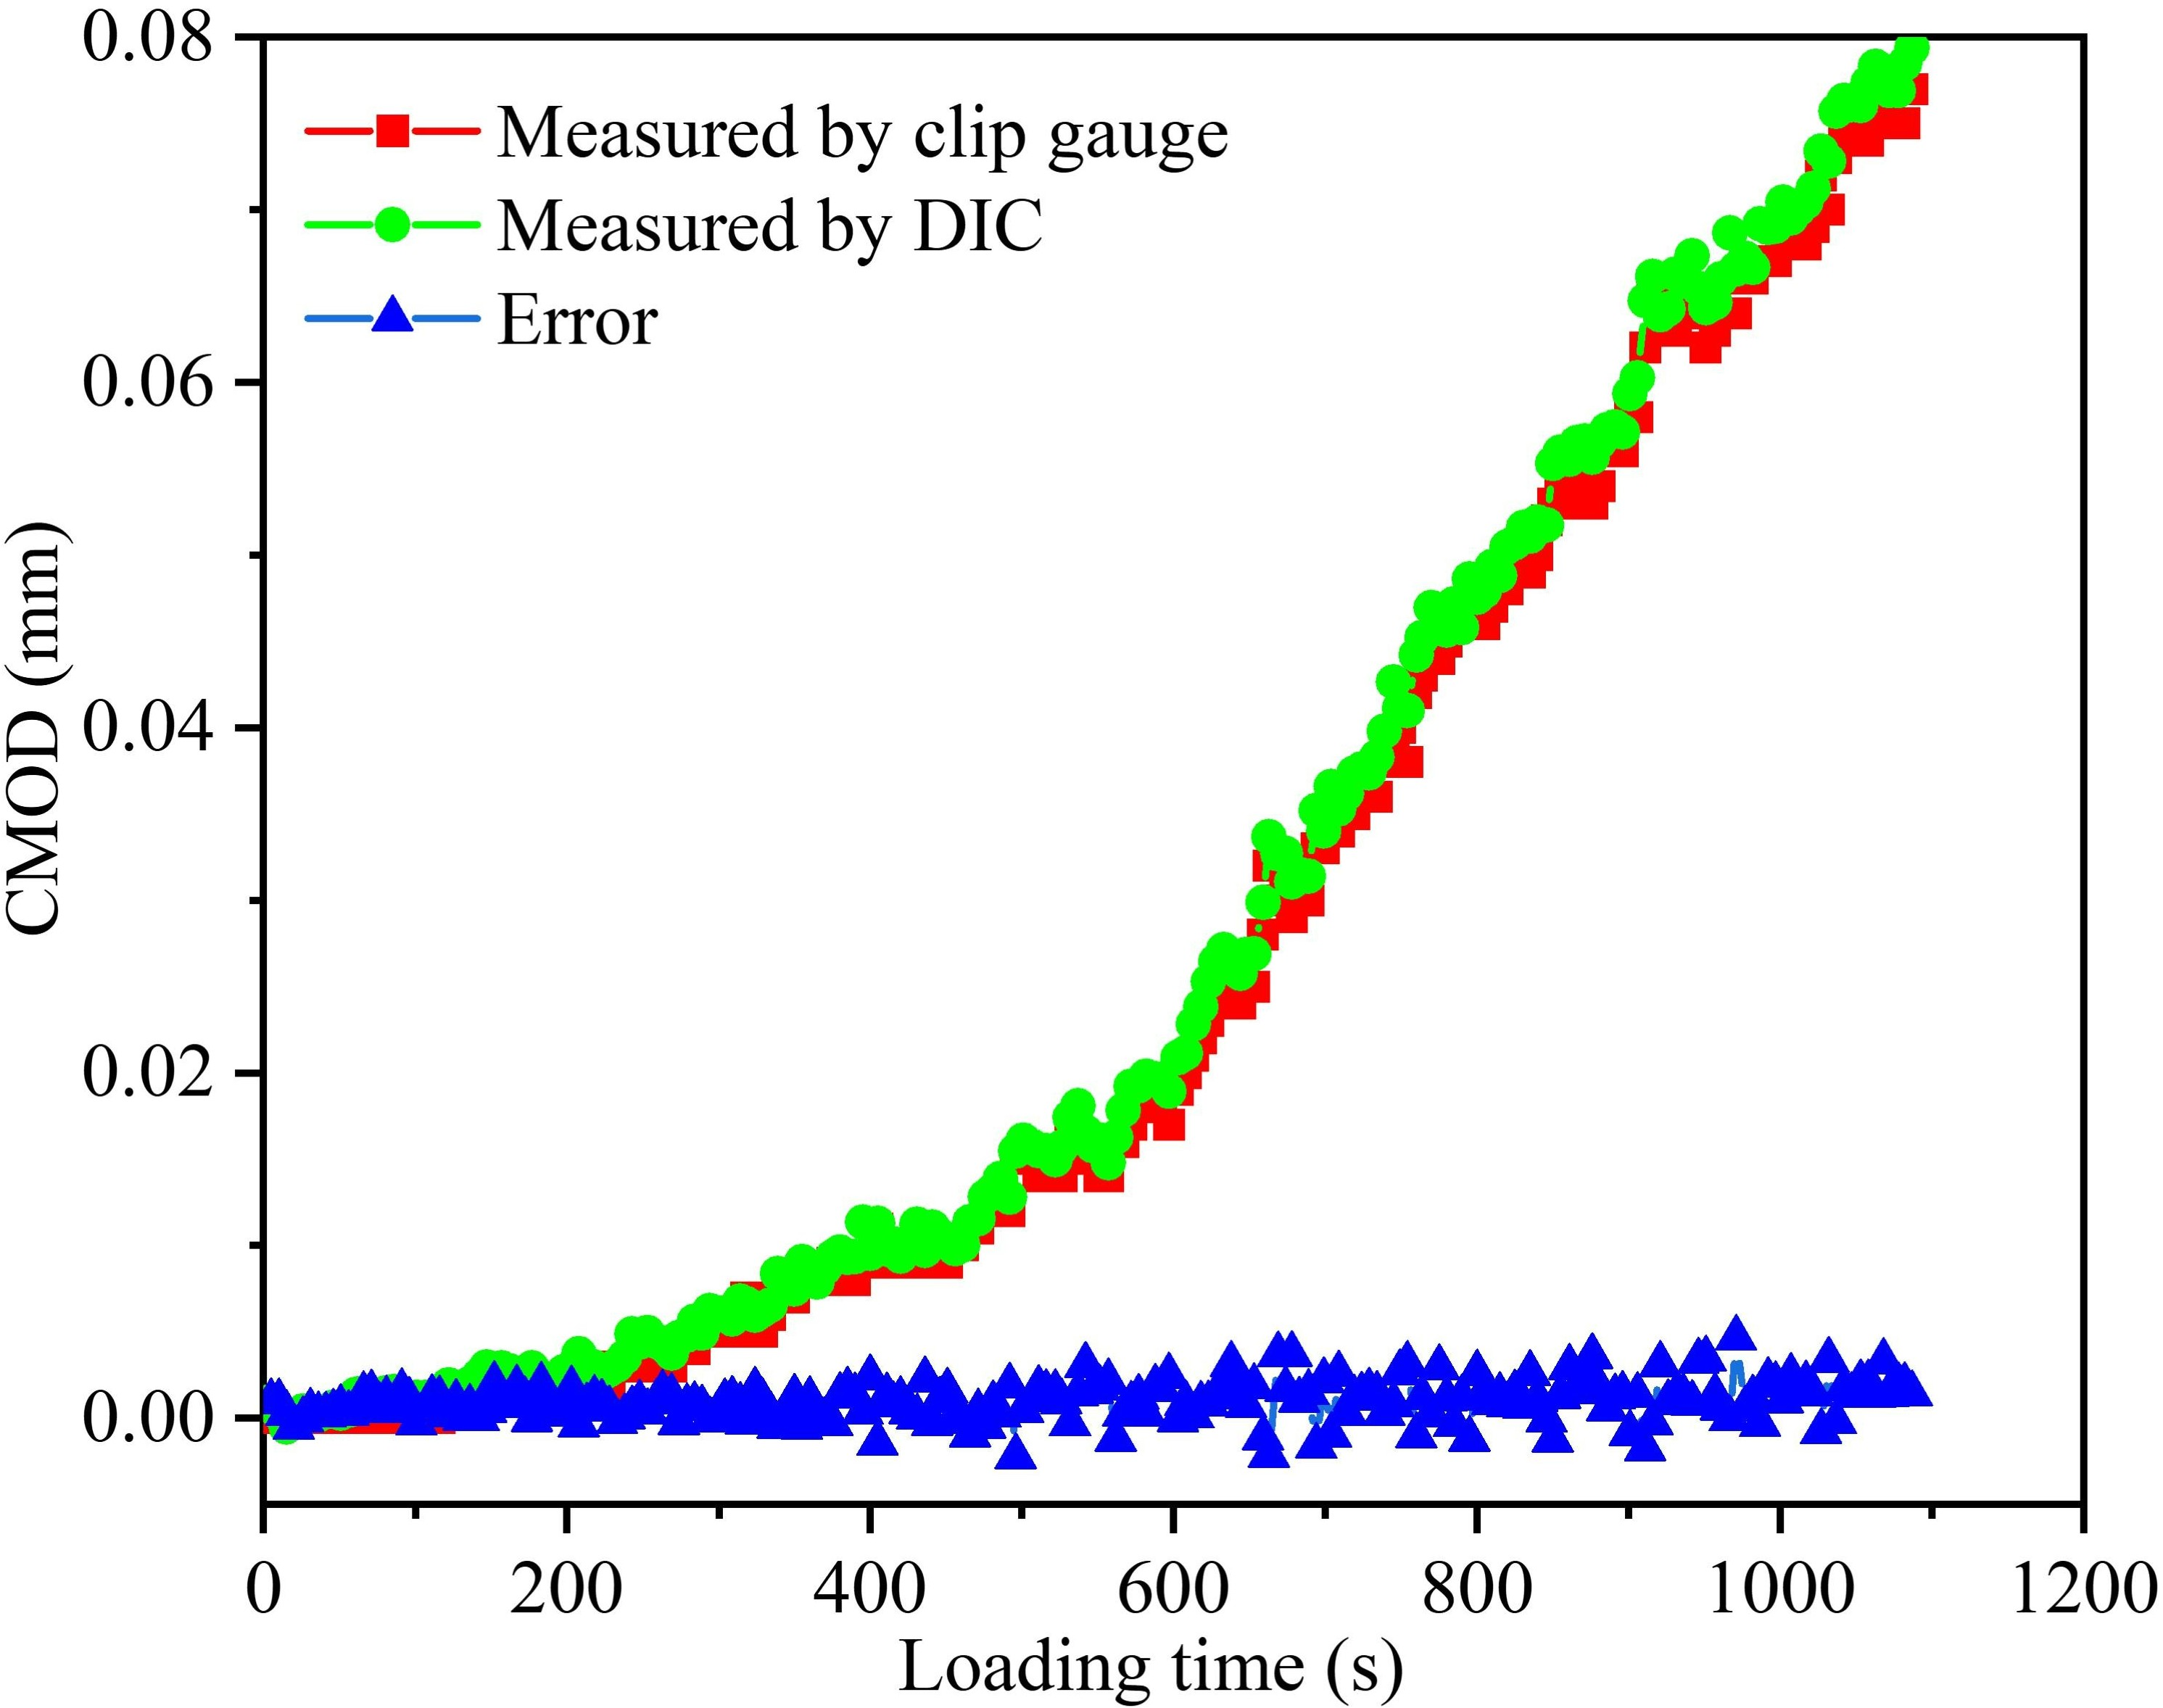 0.08
0.06
0.04
0.02
0.00
CMOD (mm)
Measured by clip gauge
Measured by DIC
Error
0 200 400 600 800 1000 1200
Loading time (s)